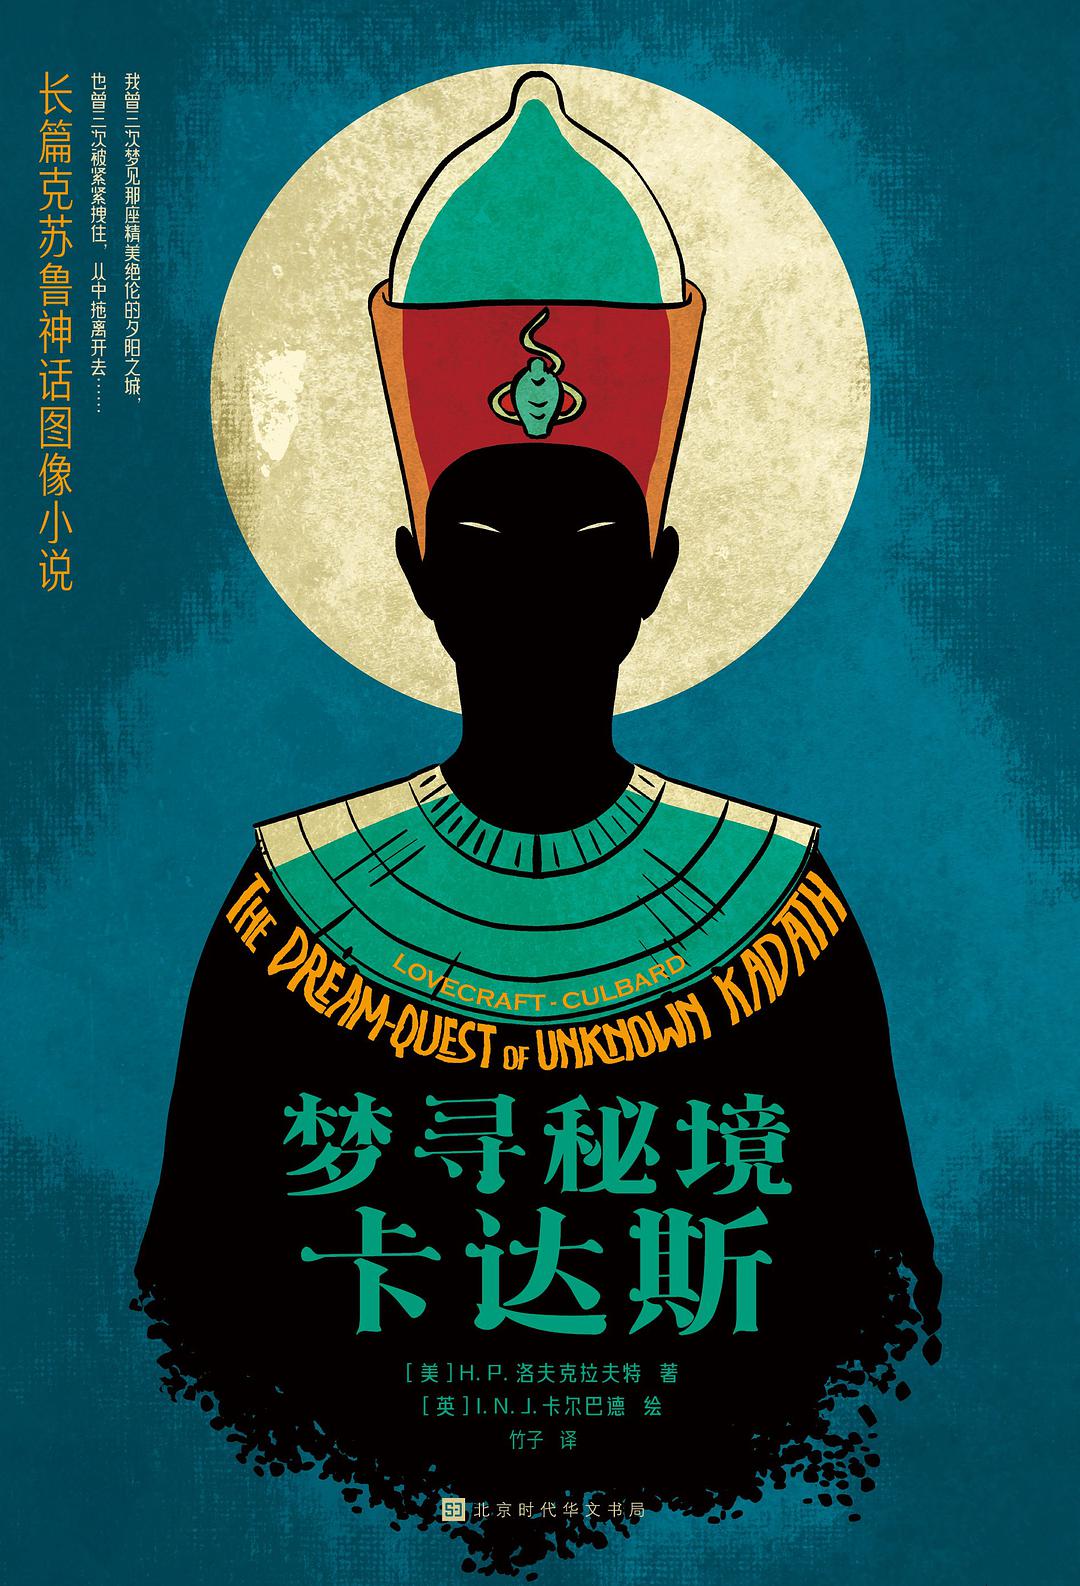 我曾三次梦见那座精美绝伦的夕阳之城，
也曾三次被紧紧拽住，从中拖离开去……
长篇克苏鲁神话图像小说
LOVECRAFT - CULBARD
THE DREAM-QUEST OF UNKNOWN KADATH
梦寻秘境
卡达斯
[美]H. P. 洛夫克拉夫特 著
[英]I. N. J. 卡尔巴德 绘
竹子 译
北京时代华文书局